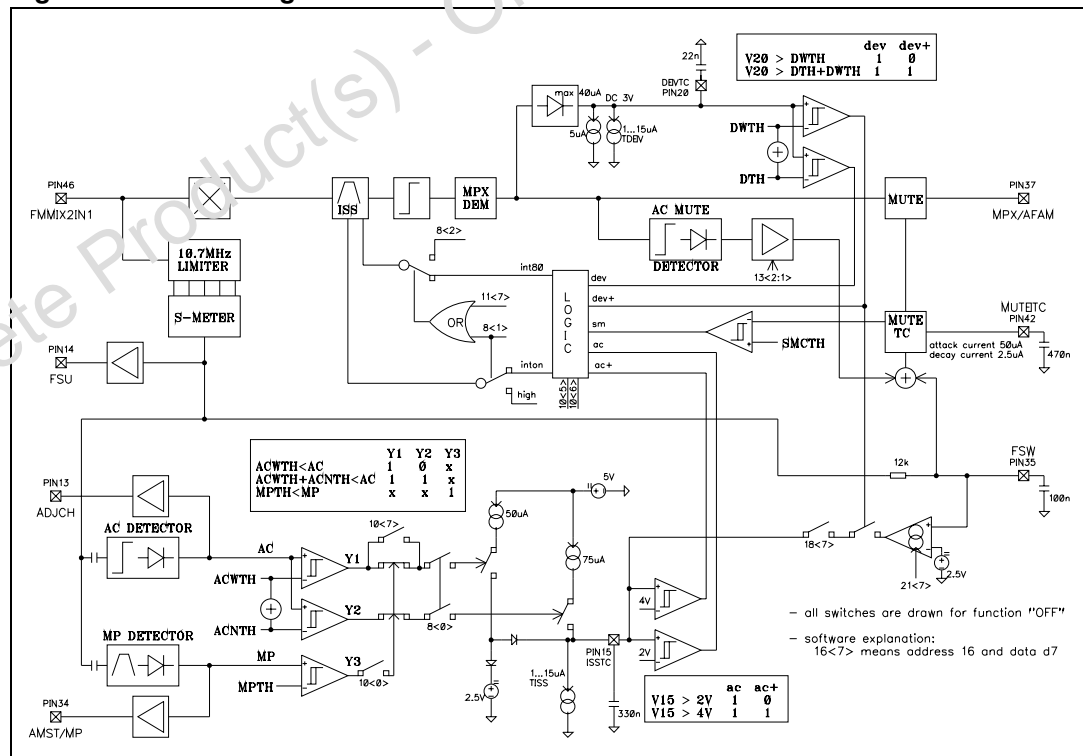 ete Product(s) - O
22n
DEVTC
PIN20
dev dev+
V20 > DWTH 1 0
V20 > DTH+DWTH 1 1
max 40uA
DC 3V
5uA
1...15uA
TDEV
DWTH
DTH
PIN46
FMMIX2IN1
ISS
MPX
DEM
MUTE
PIN37
MPX/AFAM
10.7MHz
LIMITER
S-METER
AC MUTE
DETECTOR
13<2:1>
8<2>
int80
11<7>
OR
8<1>
inton
high
LOGIC
dev
dev+
sm
ac
ac+
10<5>
10<6>
SMCTH
MUTE
TC
MUTETC
PIN42
attack current 50uA
decay current 2.5uA
470n
PIN14
FSU
Y1 Y2 Y3
ACWTH<AC 1 0 x
ACWTH+ACNTH<AC 1 1 x
MPTH<MP x x 1
12k
FSW
PIN35
100n
PIN13
ADJCH
AC DETECTOR
AC
ACWTH
ACNTH
Y1
Y2
10<7>
8<0>
50uA
5V
75uA
18<7>
21<7>
2.5V
MP DETECTOR
MP
MPTH
Y3
10<0>
2.5V
1...15uA
TISS
PIN15
ISSTC
330n
4V
2V
V15 > 2V 1 0
V15 > 4V 1 1
ac ac+
PIN34
AMST/MP
- all switches are drawn for function "OFF"
- software explanation:
16<7> means address 16 and data d7